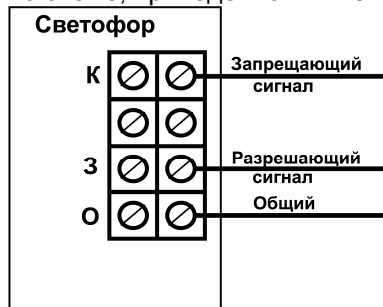 Светофор
К
Запрещающий
сигнал
З
Разрешающий
сигнал
О
Общий